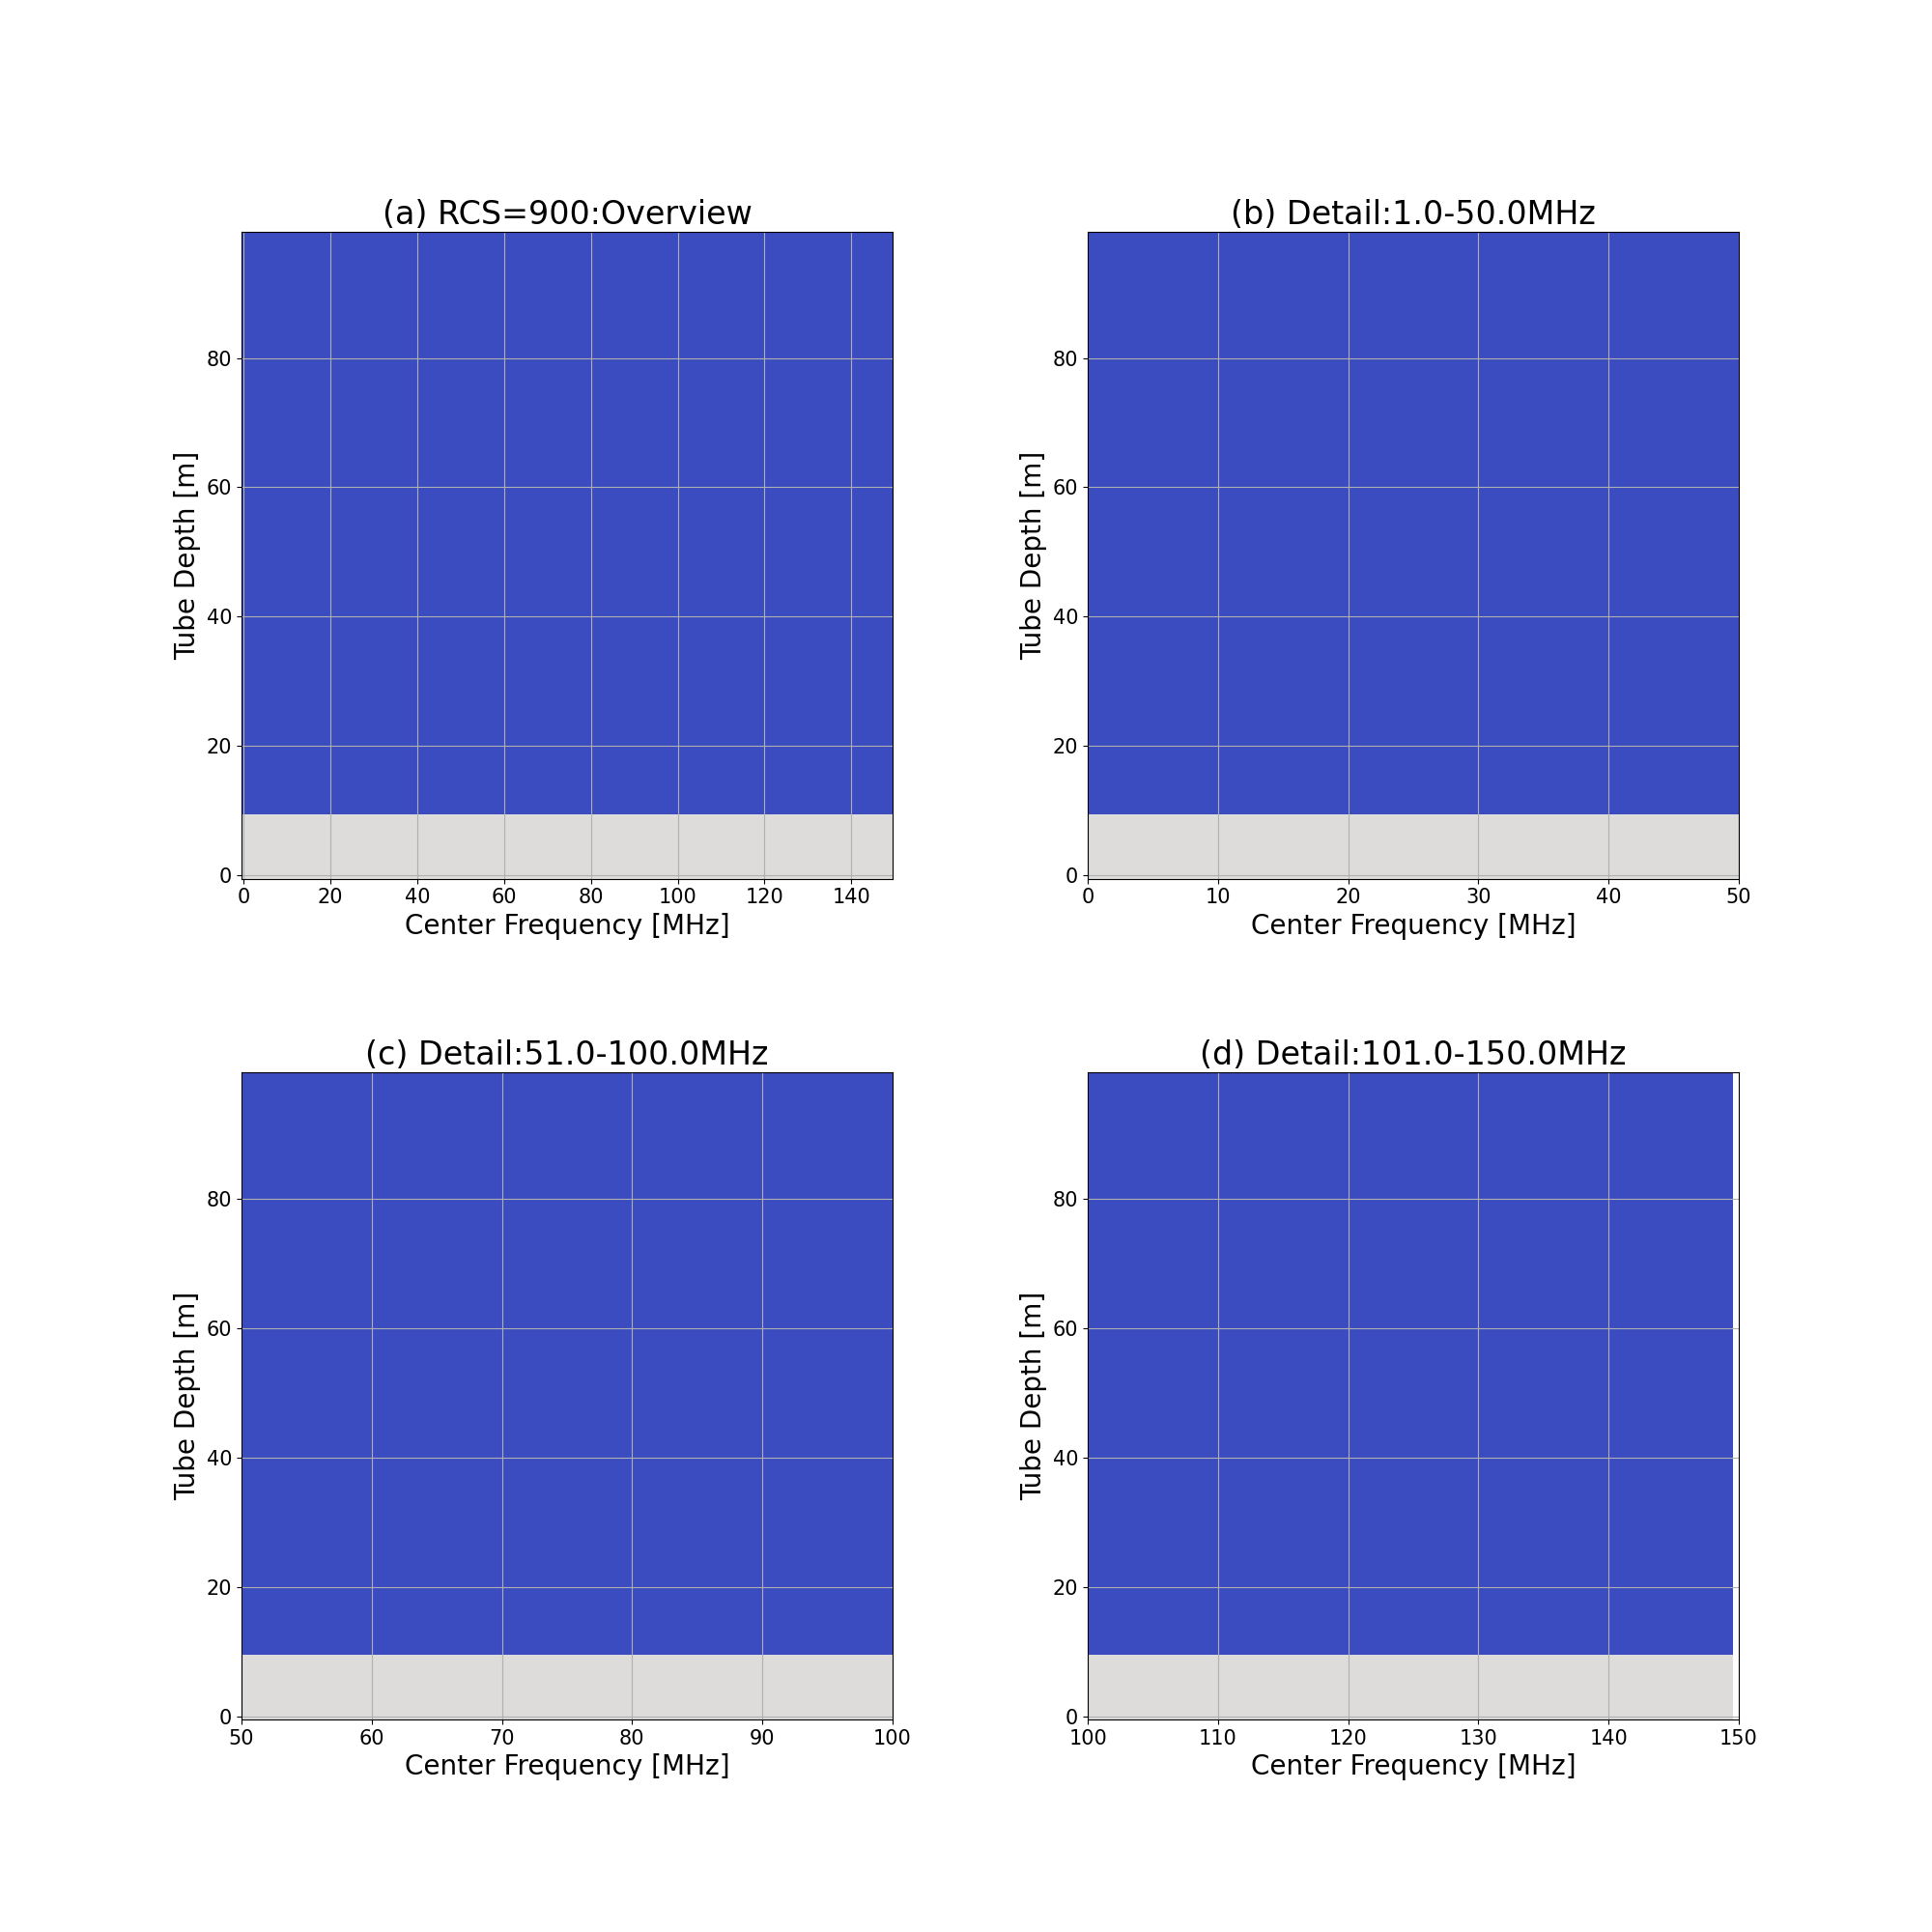 (a) RCS=900:Overview
Tube Depth [m]
80
60
40
20
0
0 20 40 60 80 100 120 140
Center Frequency [MHz]
(b) Detail:1.0-50.0MHz
Tube Depth [m]
80
60
40
20
0
0 10 20 30 40 50
Center Frequency [MHz]
(c) Detail:51.0-100.0MHz
Tube Depth [m]
80
60
40
20
0
50 60 70 80 90 100
Center Frequency [MHz]
(d) Detail:101.0-150.0MHz
Tube Depth [m]
80
60
40
20
0
100 110 120 130 140 150
Center Frequency [MHz]